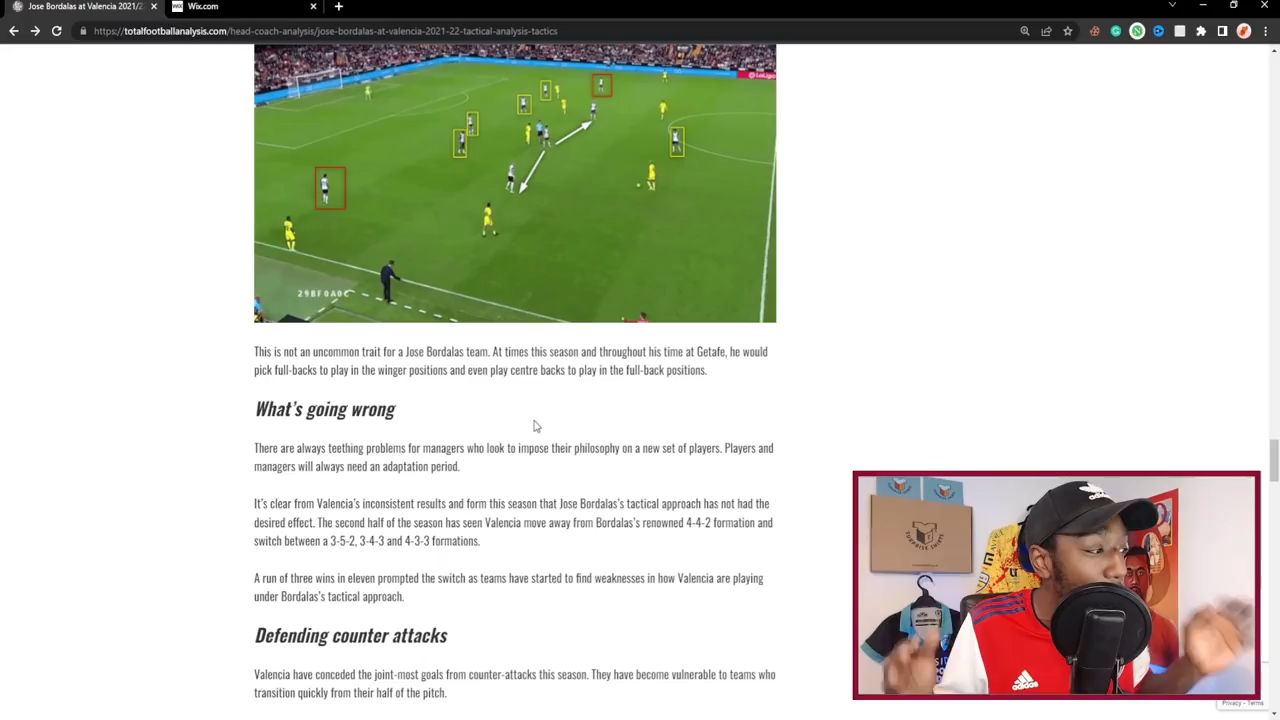 Jose Bordalas at Valencia 2021/2
Wix.com
https://totalfootballanalysis.com/head-coach-analysis/jose-bordalas-at-valencia-2021-22-tactical-analysis-tactics
LaLiga
This is not an uncommon trait for a Jose Bordalas team. At times this season and throughout his time at Getafe, he would
pick full-backs to play in the winger positions and even play centre backs to play in the full-back positions.
What's going wrong
There are always teething problems for managers who look to impose their philosophy on a new set of players. Players and
managers will always need an adaptation period.
It's clear from Valencia's inconsistent results and form this season that Jose Bordalas's tactical approach has not had the
desired effect. The second half of the season has seen Valencia move away from Bordalas's renowned 4-4-2 formation and
switch between a 3-5-2, 3-4-3 and 4-3-3 formations.
A run of three wins in eleven prompted the switch as teams have started to find weaknesses in how Valencia are playing
under Bordalas's tactical approach.
Defending counter attacks
Valencia have conceded the joint-most goals from counter-attacks this season. They have become vulnerable to teams who
transition quickly from their half of the pitch.
SURPRISE SHIRTS
adidas
Privacy - Terms